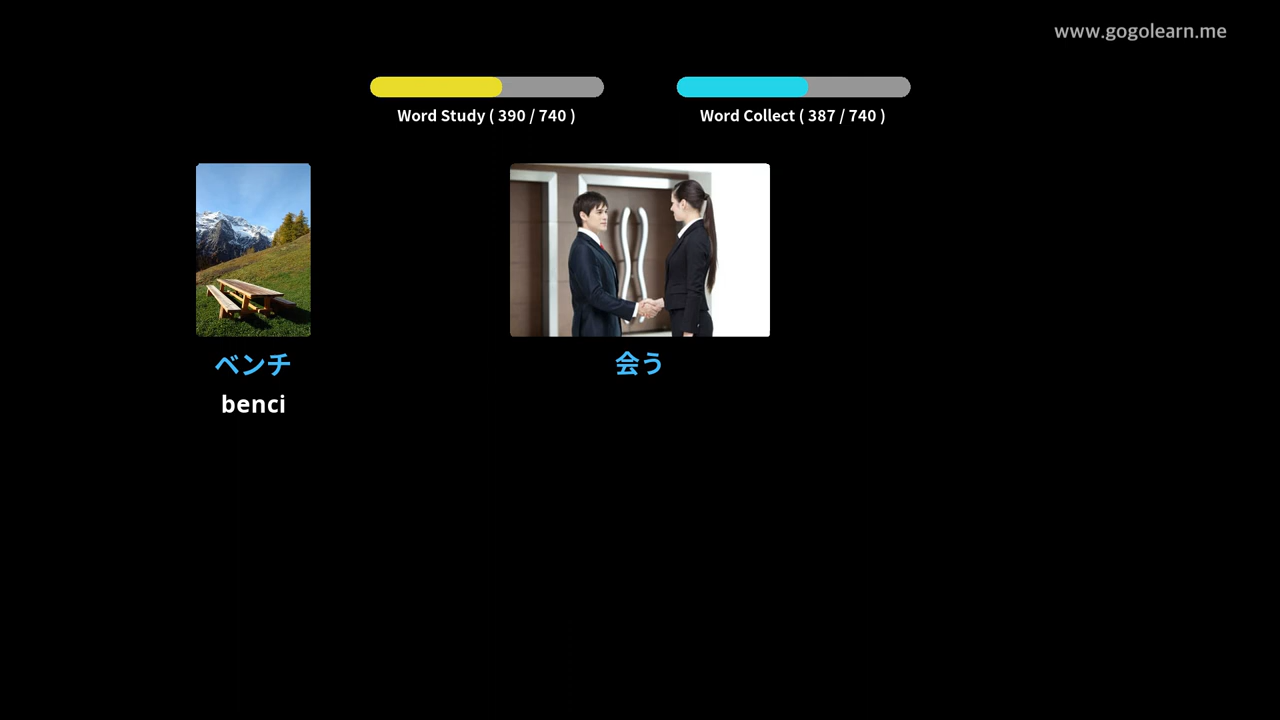 www.gogolearn.me
Word Study ( 390 / 740 )
Word Collect ( 387 / 740 )
ベンチ
会う
benci